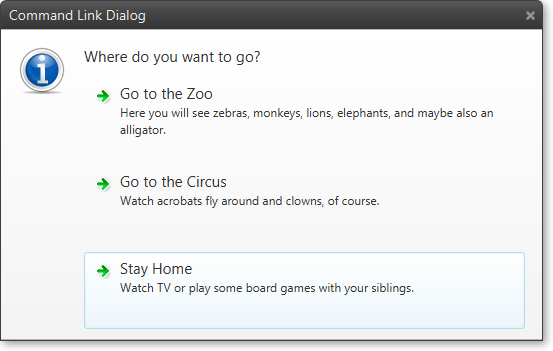 Command Link Dialog
Where do you want to go?
Go to the Zoo
Here you will see zebras, monkeys, lions, elephants, and maybe also an
alligator.
Go to the Circus
Watch acrobats fly around and clowns, of course.
Stay Home
Watch TV or play some board games with your siblings.